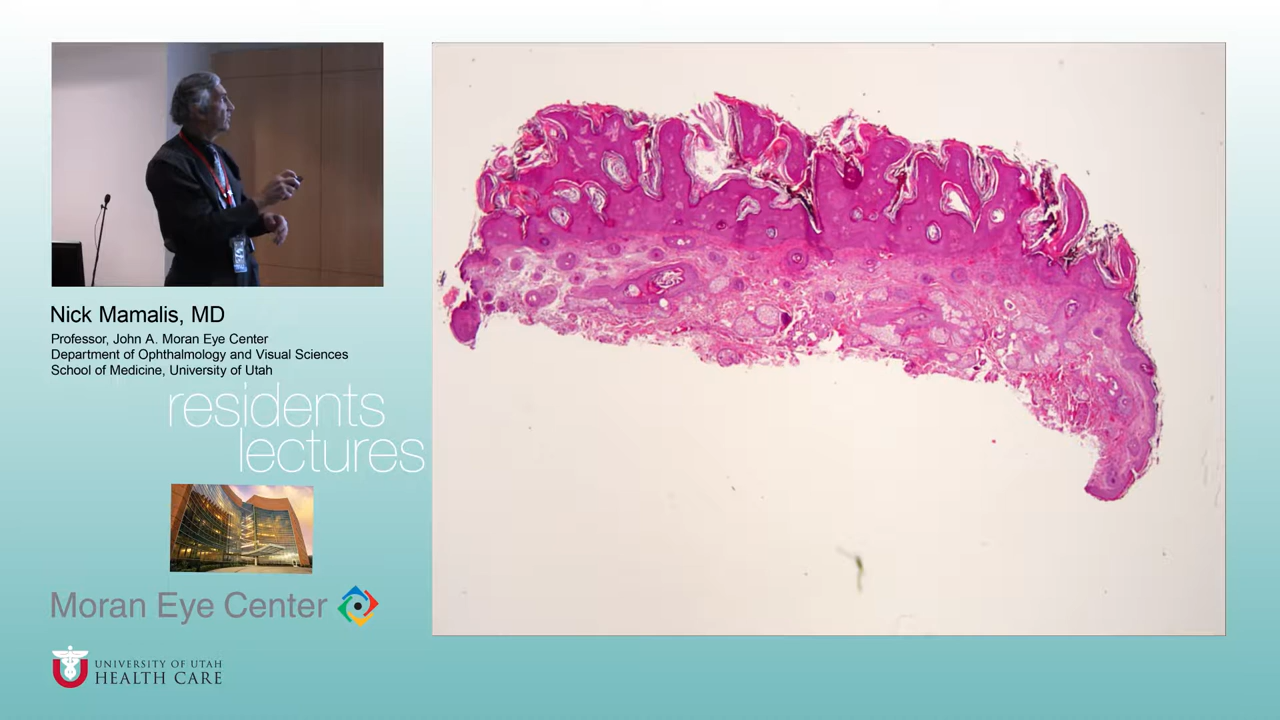 Nick Mamalis, MD
Professor, John A. Moran Eye Center
Department of Ophthalmology and Visual Sciences
School of Medicine, University of Utah
residents
lectures
Moran Eye Center
UNIVERSITY OF UTAH
HEALTH CARE